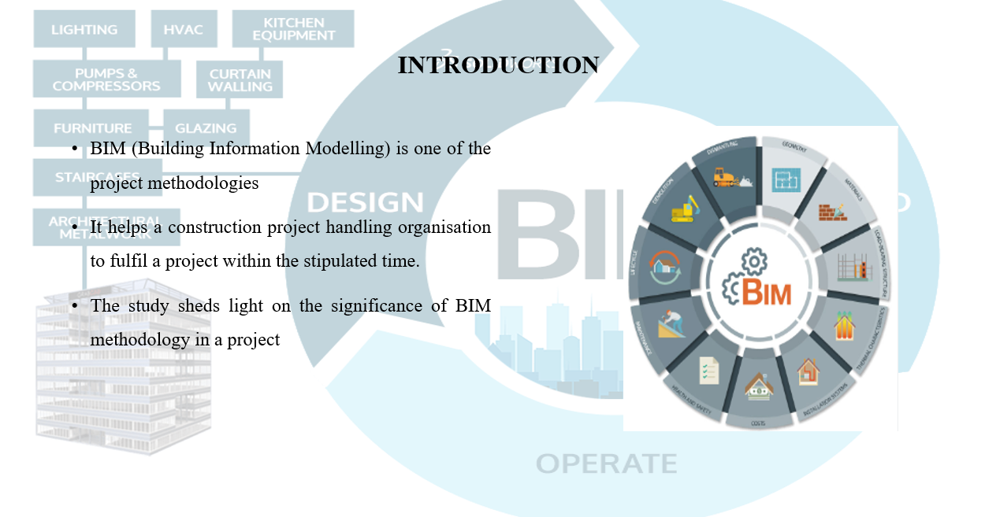 LIGHTING
HVAC
KITCHEN
EQUIPMENT
PUMPS &
COMPRESSORS
CURTAIN
WALLING
FURNITURE
GLAZING
STAIRCASES
ARCHITECTURAL
METALWORK
INTRODUCTION
• BIM (Building Information Modelling) is one of the
project methodologies
• It helps a construction project handling organisation
to fulfil a project within the stipulated time.
• The study sheds light on the significance of BIM
methodology in a project
DESIGN
BI
D
OPERATE
DISMANTLING
GEOMETRY
MATERIALS
LOAD-BEARING STRUCTURE
THERMAL CHARACTERISTICS
INSTALLATION SYSTEMS
COSTS
HEALTH AND SAFETY
MAINTENANCE
LIFECYCLE
DEMOLITION
BIM